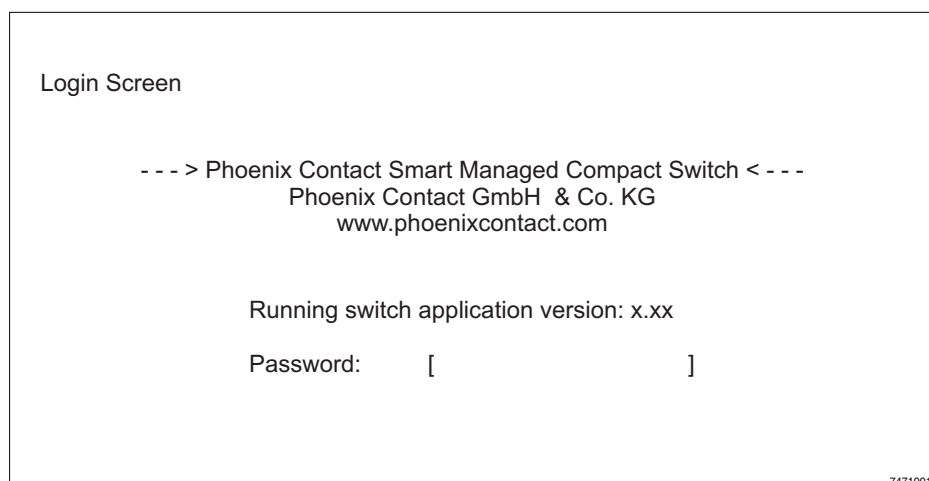 Login Screen
- - - > Phoenix Contact Smart Managed Compact Switch < - - -
Phoenix Contact GmbH & Co. KG
www.phoenixcontact.com
Running switch application version: x.xx
Password: [ ]